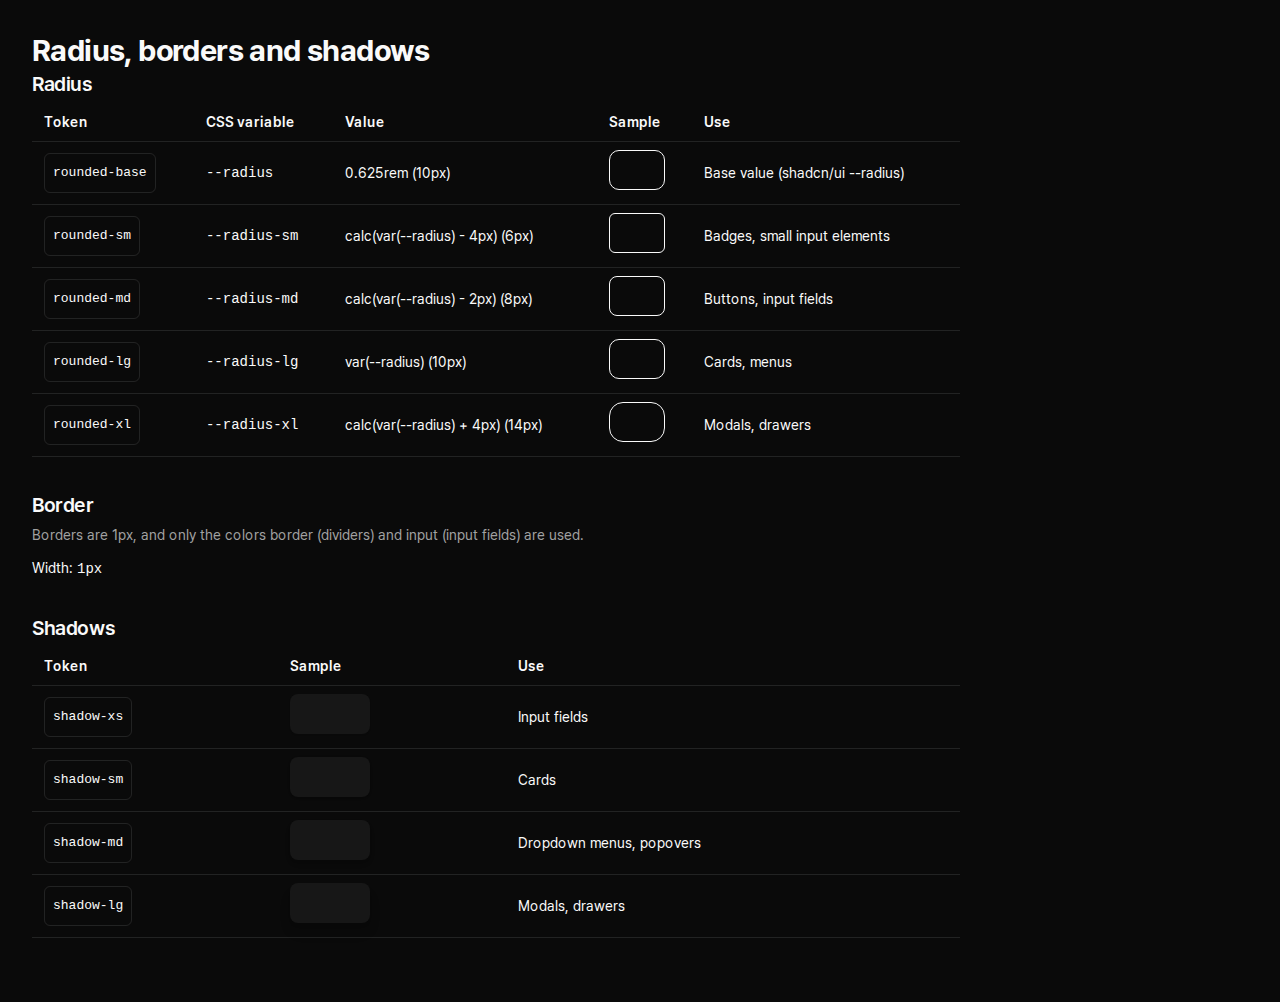 Radius, borders and shadows
Radius
Token CSS variable Value Sample Use
rounded-base --radius 0.625rem (10px) Base value (shadcn/ui --radius)
rounded-sm --radius-sm calc(var(--radius) - 4px) (6px) Badges, small input elements
rounded-md --radius-md calc(var(--radius) - 2px) (8px) Buttons, input fields
rounded-lg --radius-lg var(--radius) (10px) Cards, menus
rounded-xl --radius-xl calc(var(--radius) + 4px) (14px) Modals, drawers
Border
Borders are 1px, and only the colors border (dividers) and input (input fields) are used.
Width: 1px
Shadows
Token Sample Use
shadow-xs Input fields
shadow-sm Cards
shadow-md Dropdown menus, popovers
shadow-lg Modals, drawers